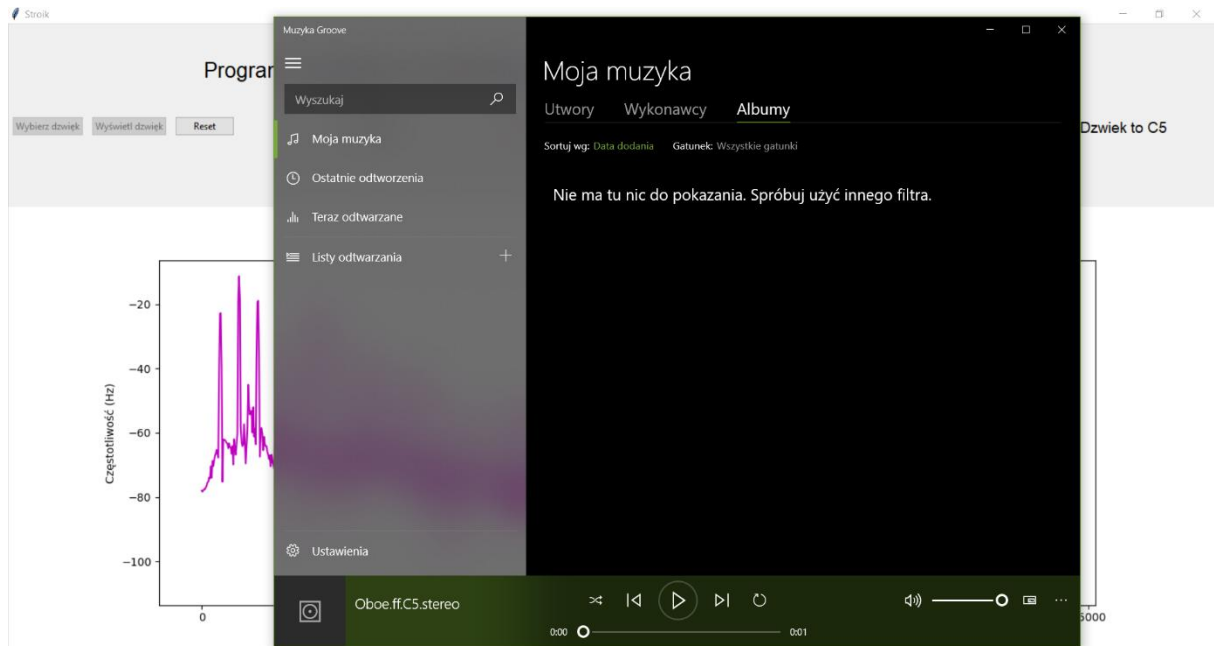 Stroik
Progran
Wybierz dzwięk
Wyświetl dzwięk
Reset
Dzwiek to C5
Muzyka Groove
Wyszukaj
Moja muzyka
Ostatnie odtworzenia
Teraz odtwarzane
Listy odtwarzania
Ustawienia
Moja muzyka
Utwory Wykonawcy Albumy
Sortuj wg: Data dodania Gatunek: Wszystkie gatunki
Nie ma tu nic do pokazania. Spróbuj użyć innego filtra.
Oboe.ff.C5.stereo
0:00 0:01
Częstotliwość (Hz)
−20
−40
−60
−80
−100
0
5000